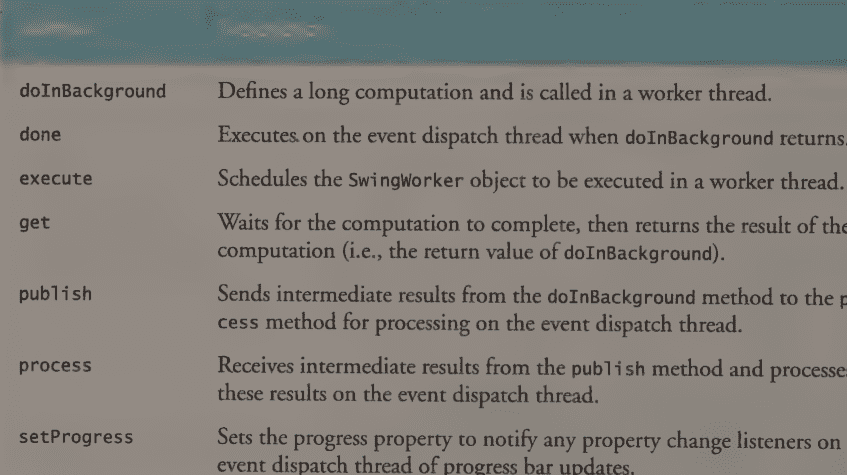 doInBackground Defines a long computation and is called in a worker thread.
done Executes on the event dispatch thread when doInBackground returns.
execute Schedules the SwingWorker object to be executed in a worker thread.
get Waits for the computation to complete, then returns the result of the
computation (i.e., the return value of doInBackground).
publish Sends intermediate results from the doInBackground method to the p
cess method for processing on the event dispatch thread.
process Receives intermediate results from the publish method and processe
these results on the event dispatch thread.
setProgress Sets the progress property to notify any property change listeners on
event dispatch thread of progress bar updates.